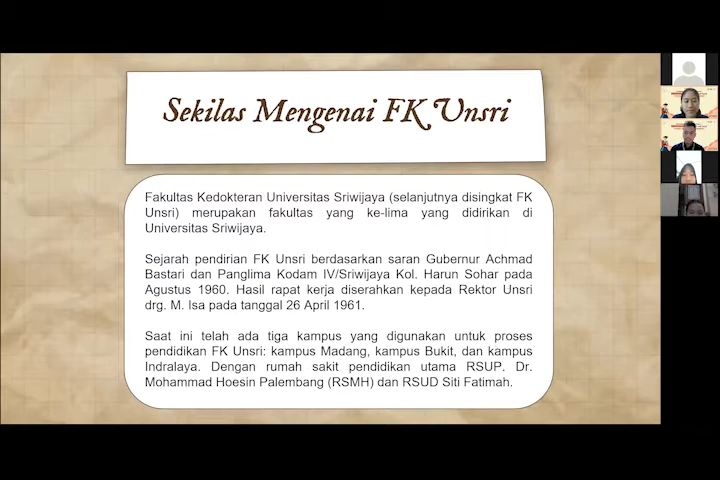 Sekilas Mengenai FK Unsri
Fakultas Kedokteran Universitas Sriwijaya (selanjutnya disingkat FK
Unsri) merupakan fakultas yang ke-lima yang didirikan di
Universitas Sriwijaya.
Sejarah pendirian FK Unsri berdasarkan saran Gubernur Achmad
Bastari dan Panglima Kodam IV/Sriwijaya Kol. Harun Sohar pada
Agustus 1960. Hasil rapat kerja diserahkan kepada Rektor Unsri
drg. M. Isa pada tanggal 26 April 1961.
Saat ini telah ada tiga kampus yang digunakan untuk proses
pendidikan FK Unsri: kampus Madang, kampus Bukit, dan kampus
Indralaya. Dengan rumah sakit pendidikan utama RSUP. Dr.
Mohammad Hoesin Palembang (RSMH) dan RSUD Siti Fatimah.